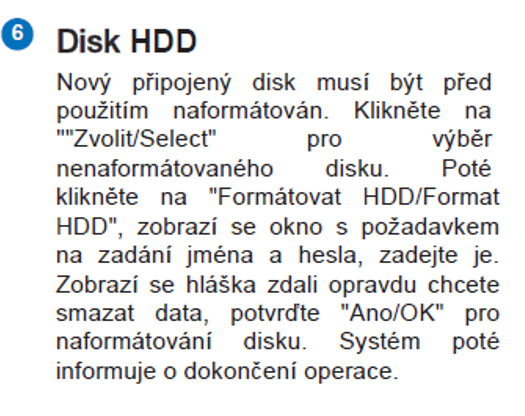 6 Disk HDD
Nový připojený disk musí být před
použitím naformátován. Klikněte na
""Zvolit/Select" pro výběr
nenaformátovaného disku. Poté
klikněte na "Formátovat HDD/Format
HDD", zobrazí se okno s požadavkem
na zadání jména a hesla, zadejte je.
Zobrazí se hláška zdali opravdu chcete
smazat data, potvrďte "Ano/OK" pro
naformátování disku. Systém poté
informuje o dokončení operace.